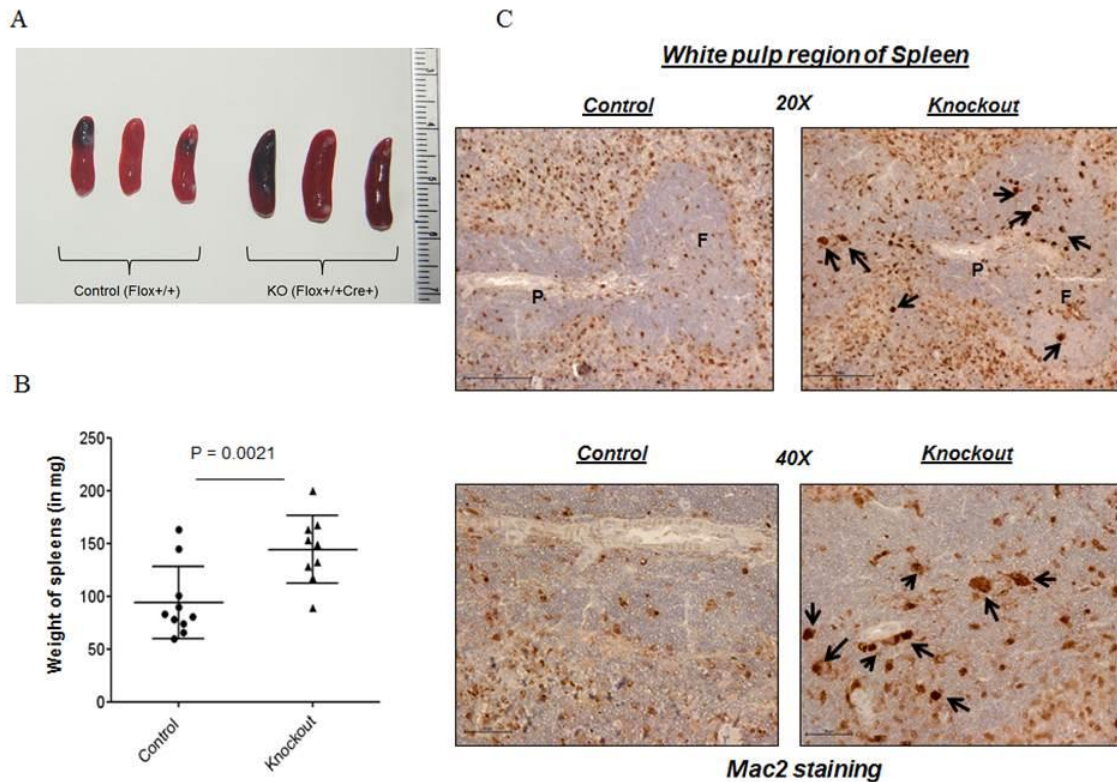 A
Control (Flox+/+)
KO (Flox+/+Cre+)
B
250
200
150
100
50
0
Weight of spleens (in mg)
P = 0.0021
Control
Knockout
C
White pulp region of Spleen
Control 20X Knockout
F
P
P
F
Control 40X Knockout
Mac2 staining